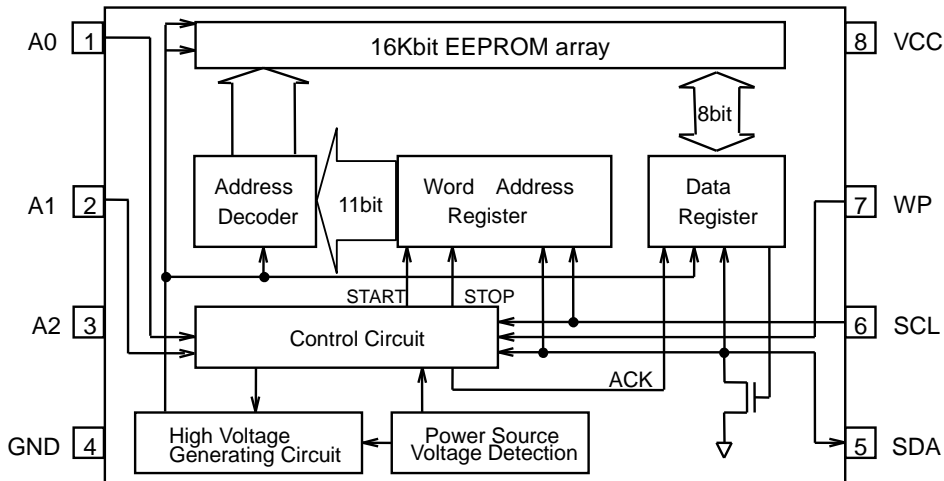 A0 1
16Kbit EEPROM array
8 VCC
8bit
A1 2
Address
Decoder
11bit
Word Address
Register
Data
Register
7 WP
START
STOP
A2 3
Control Circuit
6 SCL
ACK
GND 4
High Voltage
Generating Circuit
Power Source
Voltage Detection
5 SDA